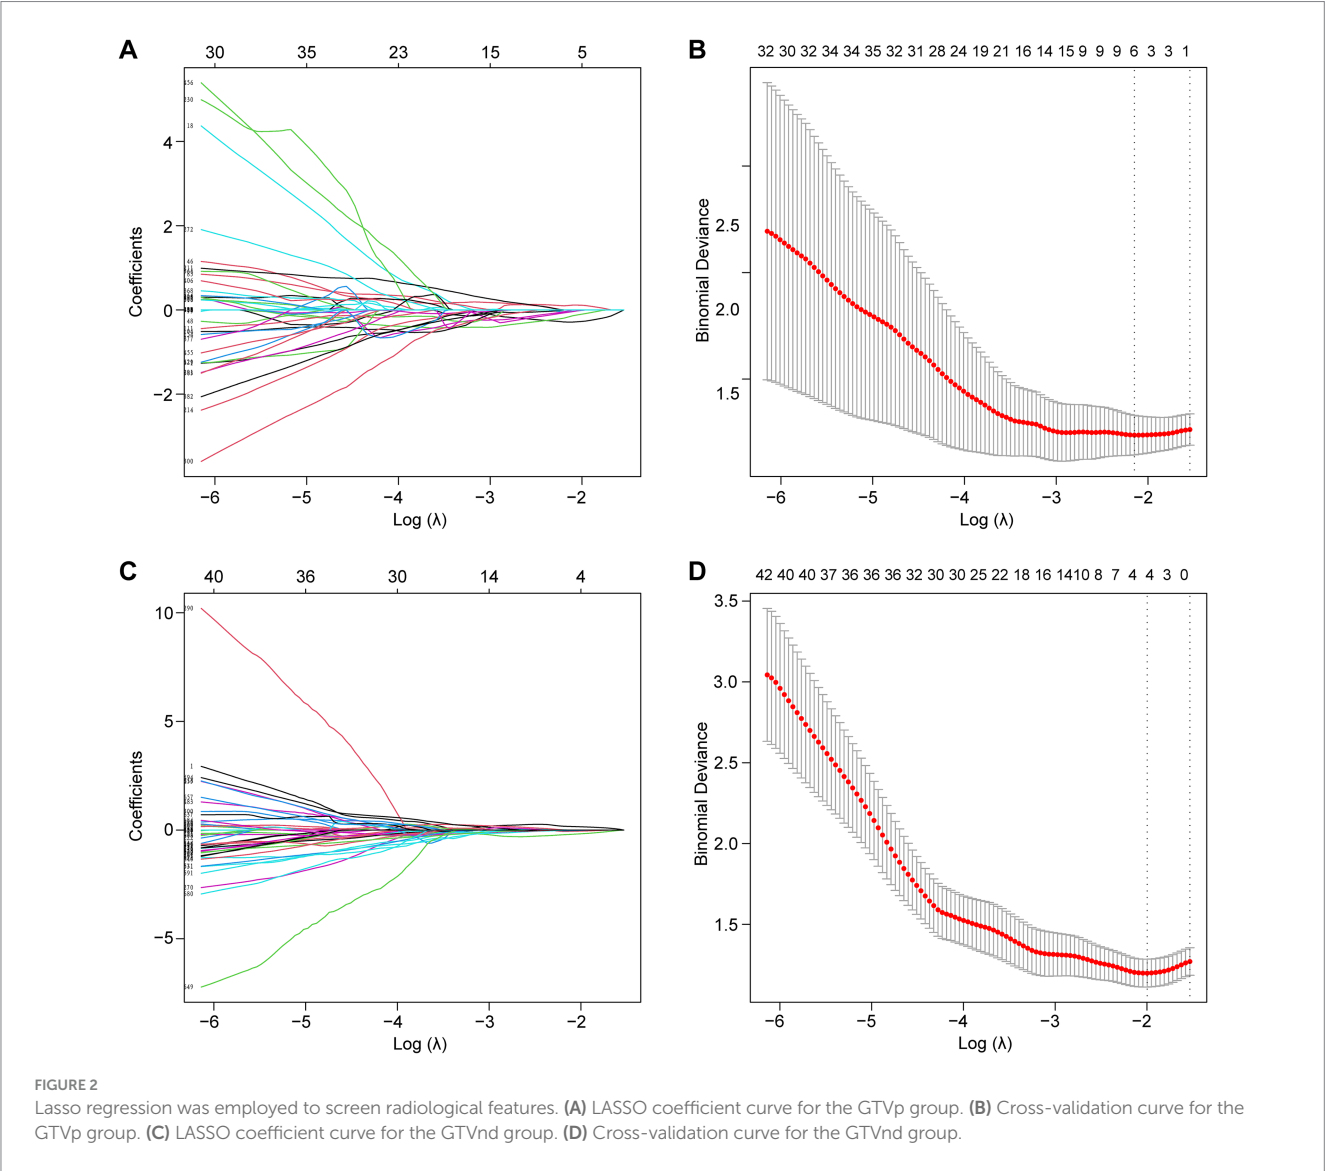 A
30 35 23 15 5
4
2
0
−2
Coefficients
456
230
18
372
46
−6 −5 −4 −3 −2
Log (λ)
B
32 30 32 34 34 35 32 31 28 24 19 21 16 14 15 9 9 9 6 3 3 1
2.5
2.0
1.5
Binomial Deviance
−6 −5 −4 −3 −2
Log (λ)
C
40 36 30 14 4
10
5
0
−5
Coefficients
1
−6 −5 −4 −3 −2
Log (λ)
D
42 40 40 37 36 36 36 32 30 30 25 22 18 16 14 10 8 7 4 4 3 0
3.5
3.0
2.5
2.0
1.5
Binomial Deviance
−6 −5 −4 −3 −2
Log (λ)
FIGURE 2
Lasso regression was employed to screen radiological features. (A) LASSO coefficient curve for the GTVp group. (B) Cross-validation curve for the
GTVp group. (C) LASSO coefficient curve for the GTVnd group. (D) Cross-validation curve for the GTVnd group.